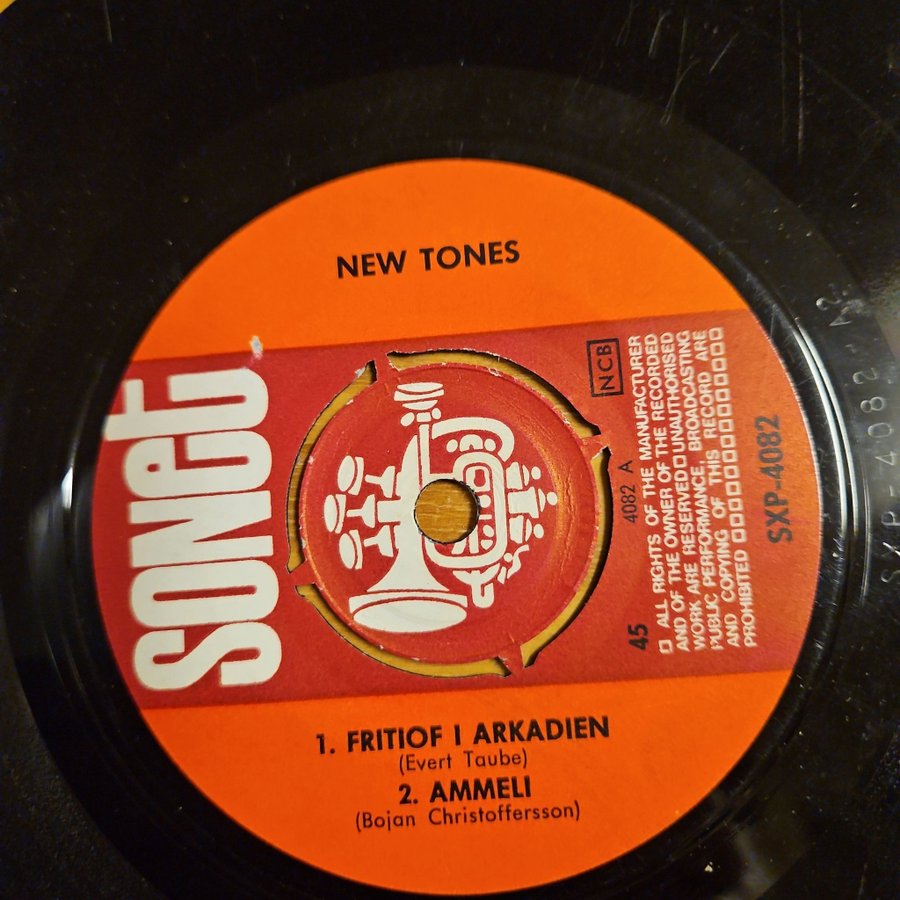 NEW TONES
SONET
NCB
45
4082 A
□ ALL RIGHTS OF THE MANUFACTURER
AND OF THE OWNER OF THE RECORDED
WORK ARE RESERVED □ UNAUTHORISED
PUBLIC PERFORMANCE, BROADCASTING
AND COPYING OF THIS RECORD ARE
PROHIBITED
SXP-4082
1. FRITIOF I ARKADIEN
(Evert Taube)
2. AMMELI
(Bojan Christoffersson)
SXP-4082